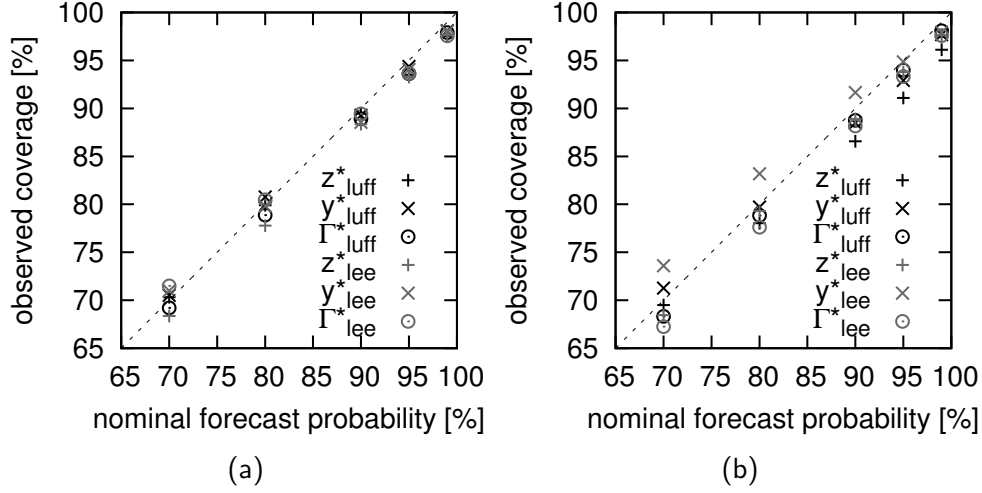 100
95
90
85
80
75
70
65
observed coverage [%]
z*luff
y*luff
Γ*luff
z*lee
y*lee
Γ*lee
65 70 75 80 85 90 95 100
nominal forecast probability [%]
(a)
100
95
90
85
80
75
70
65
observed coverage [%]
z*luff
y*luff
Γ*luff
z*lee
y*lee
Γ*lee
65 70 75 80 85 90 95 100
nominal forecast probability [%]
(b)